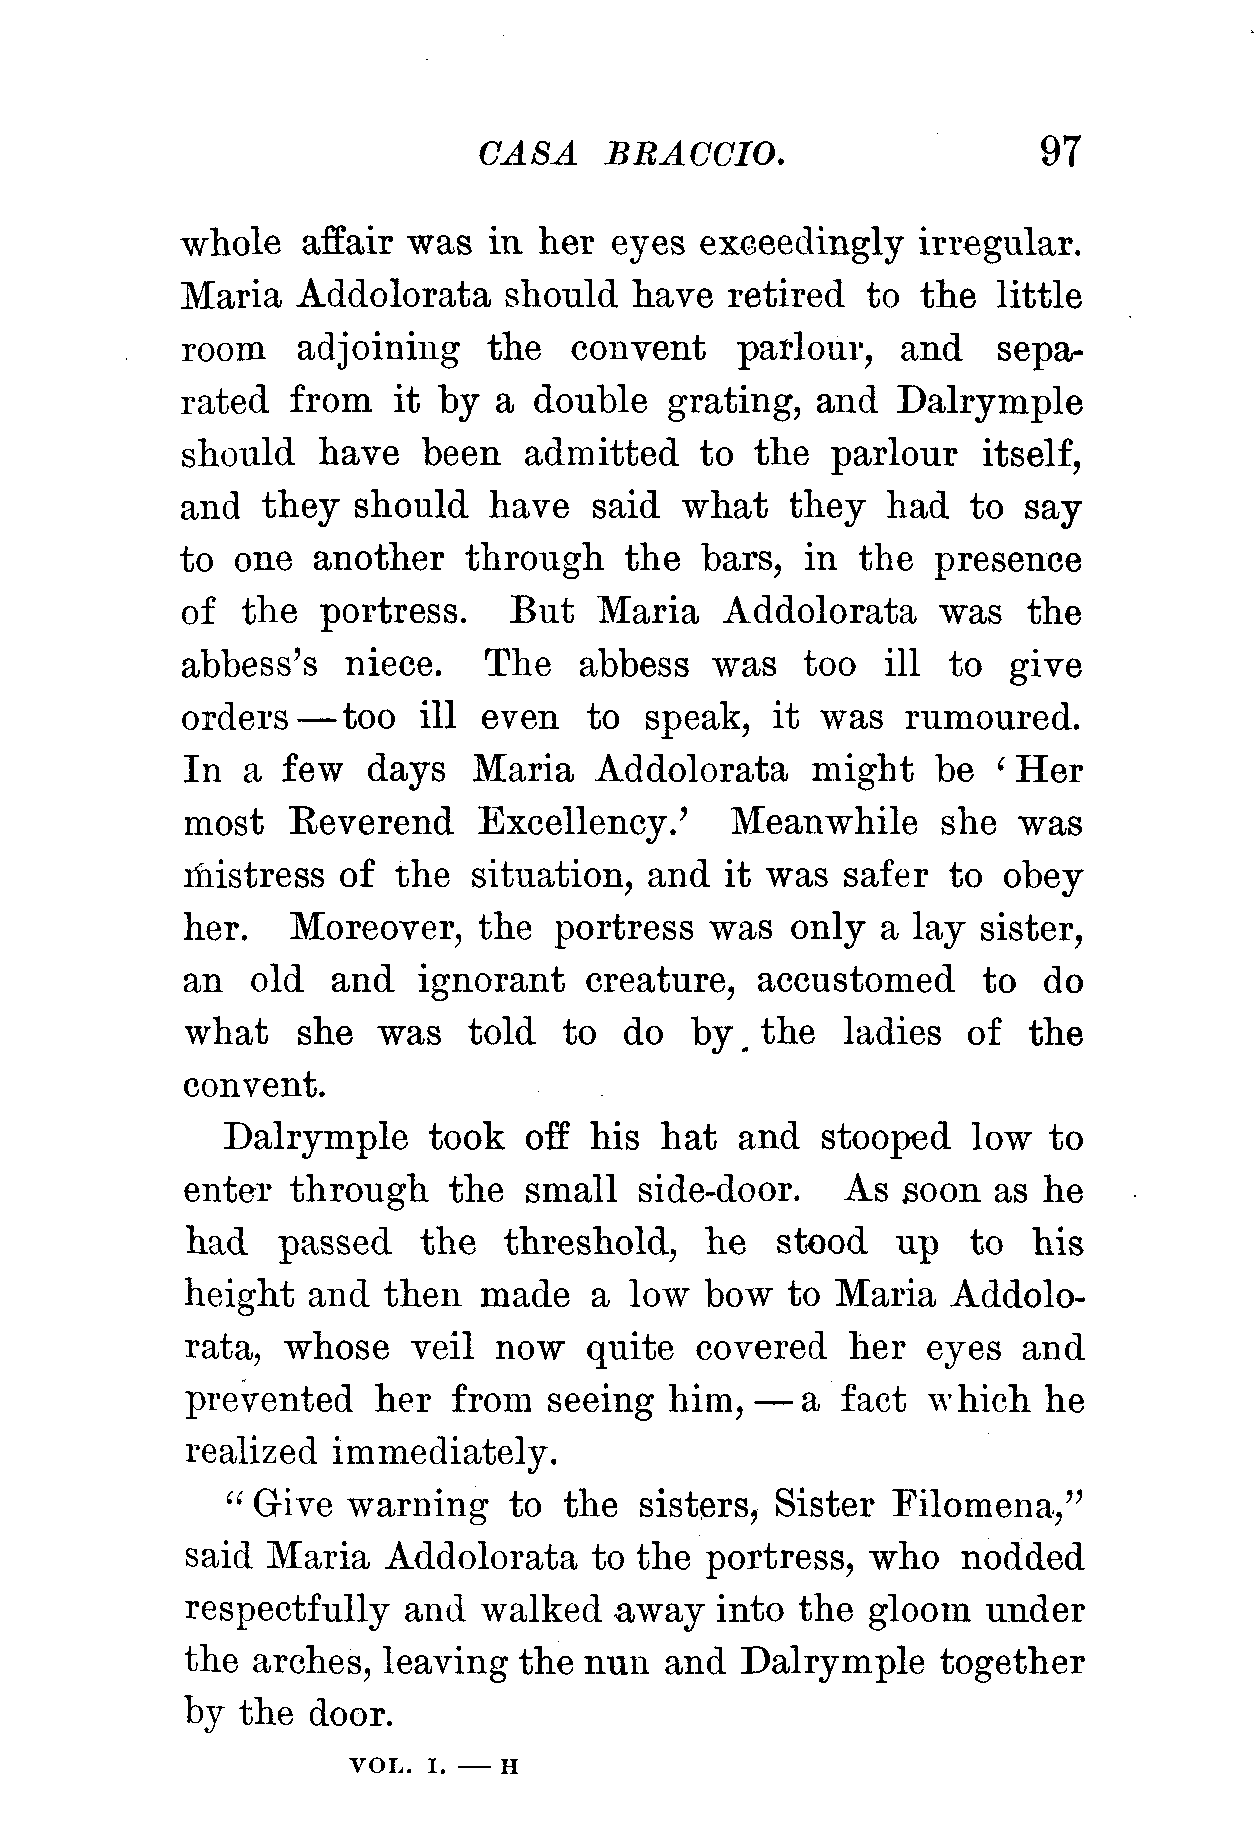 CASA BRACCIO. 97
whole affair was in her eyes exceedingly irregular.
Maria Addolorata should have retired to the little
room adjoining the convent parlour, and sepa-
rated from it by a double grating, and Dalrymple
should have been admitted to the parlour itself,
and they should have said what they had to say
to one another through the bars, in the presence
of the portress. But Maria Addolorata was the
abbess's niece. The abbess was too ill to give
orders — too ill even to speak, it was rumoured.
In a few days Maria Addolorata might be ‘Her
most Reverend Excellency.’ Meanwhile she was
mistress of the situation, and it was safer to obey
her. Moreover, the portress was only a lay sister,
an old and ignorant creature, accustomed to do
what she was told to do by the ladies of the
convent.
Dalrymple took off his hat and stooped low to
enter through the small side-door. As soon as he
had passed the threshold, he stood up to his
height and then made a low bow to Maria Addolo-
rata, whose veil now quite covered her eyes and
prevented her from seeing him, — a fact which he
realized immediately.
“Give warning to the sisters, Sister Filomena,”
said Maria Addolorata to the portress, who nodded
respectfully and walked away into the gloom under
the arches, leaving the nun and Dalrymple together
by the door.
VOL. I. — H